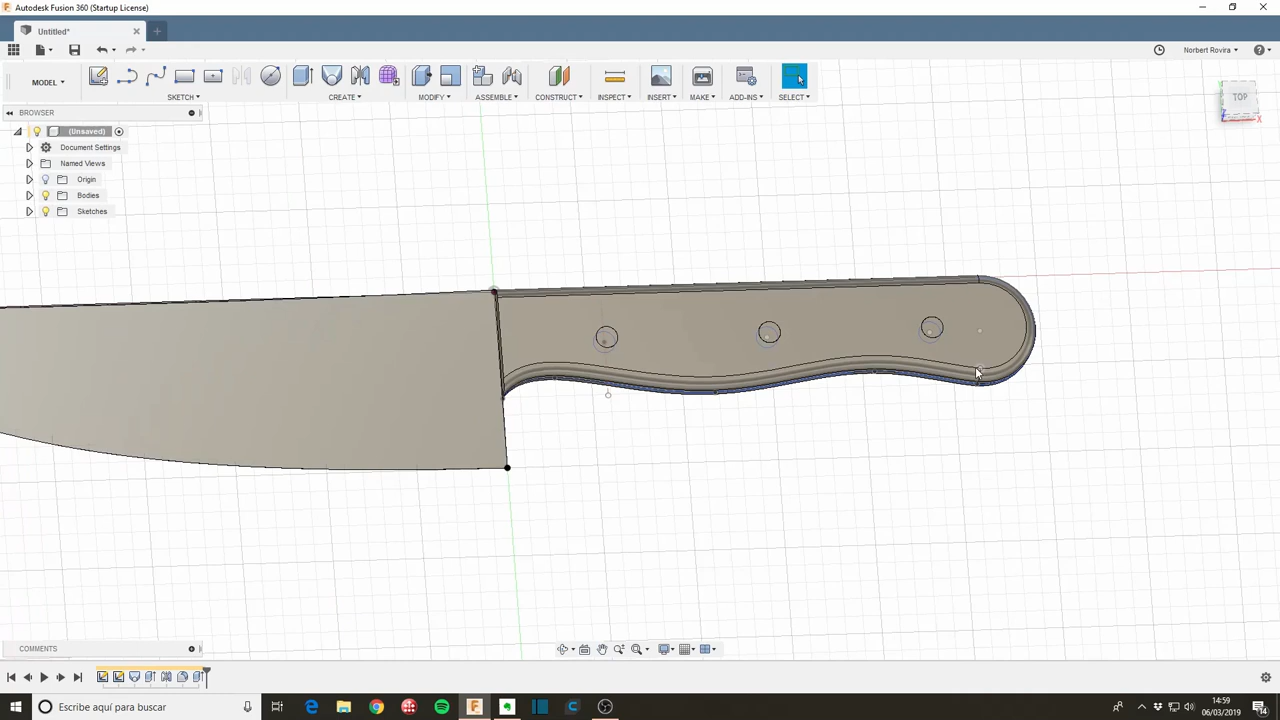 Autodesk Fusion 360 (Startup License)
Untitled*
Norbert Rovira
MODEL
SKETCH
CREATE
MODIFY
ASSEMBLE
CONSTRUCT
INSPECT
INSERT
MAKE
ADD-INS
SELECT
BROWSER
(Unsaved)
Document Settings
Named Views
Origin
Bodies
Sketches
TOP
X
COMMENTS
Escribe aquí para buscar
14:59
06/03/2019
14